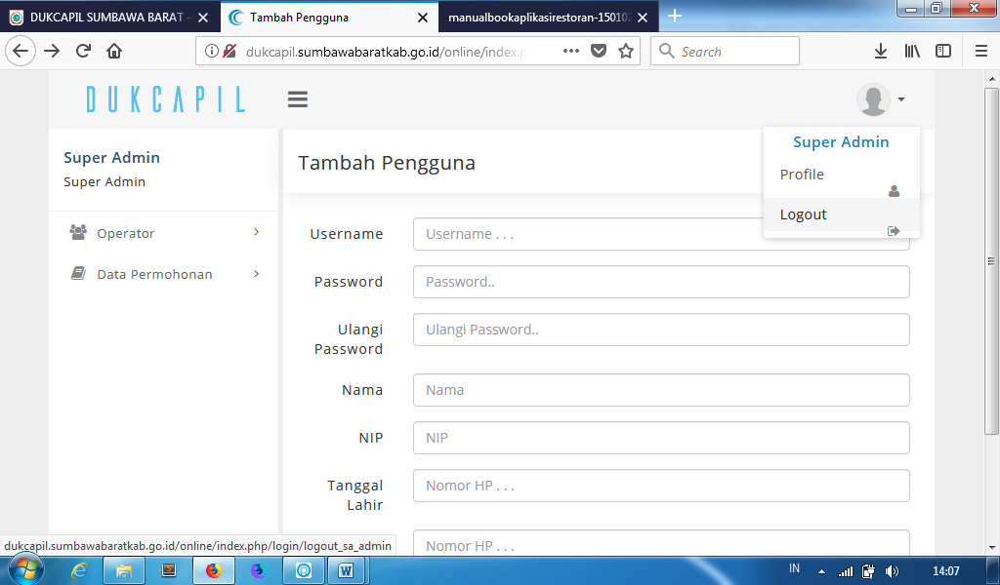 DUKCAPIL SUMBAWA BARAT –
Tambah Pengguna
manualbookaplikasirestoran-15010
dukcapil.sumbawabaratkab.go.id/online/index.p
Search
DUKCAPIL
Super Admin
Profile
Logout
Super Admin
Super Admin
Operator
Data Permohonan
Tambah Pengguna
Username
Username . . .
Password
Password..
Ulangi
Password
Ulangi Password..
Nama
Nama
NIP
NIP
Tanggal
Lahir
Nomor HP . . .
Nomor HP . . .
dukcapil.sumbawabaratkab.go.id/online/index.php/login/logout_sa_admin
IN
14:07